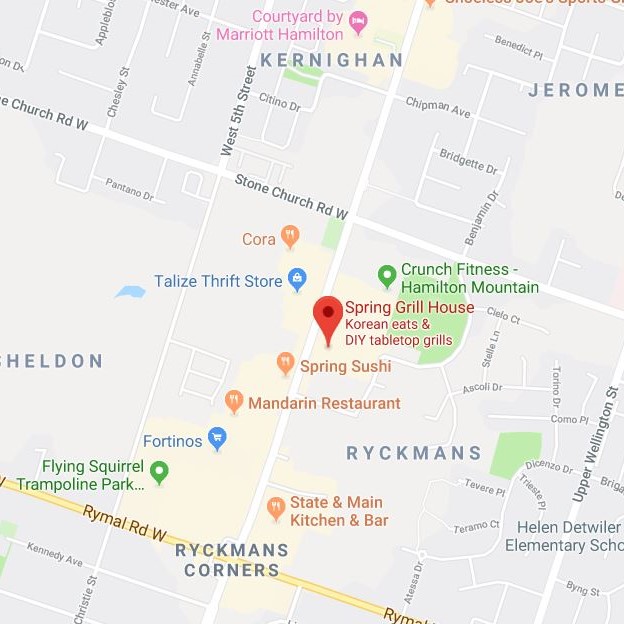 Shoeless Joe's Sports
Courtyard by
Marriott Hamilton
KERNIGHAN
Annabelle St
Chesley St
West 5th Street
Benedict Pl
JEROME
Citino Dr
Chipman Ave
Church Rd W
Bridgette Dr
Pantano Dr
Stone Church Rd W
Benjamin Dr
Cora
Talize Thrift Store
Crunch Fitness -
Hamilton Mountain
Spring Grill House
Korean eats &
DIY tabletop grills
Cielo Ct
Stelle Ln
SHELDON
Spring Sushi
Ascoli Dr
Torino Dr
Mandarin Restaurant
Como Pl
Upper Wellington St
Fortinos
RYCKMANS
Flying Squirrel
Trampoline Park...
Dicenzo Dr
Briga
Trieste Pl
Tevere Pl
Rymal Rd W
State & Main
Kitchen & Bar
Teramo Ct
Helen Detwiler
Elementary Scho
Kennedy Ave
RYCKMANS
CORNERS
Atessa Dr
Byng St
Christie St
Rymal